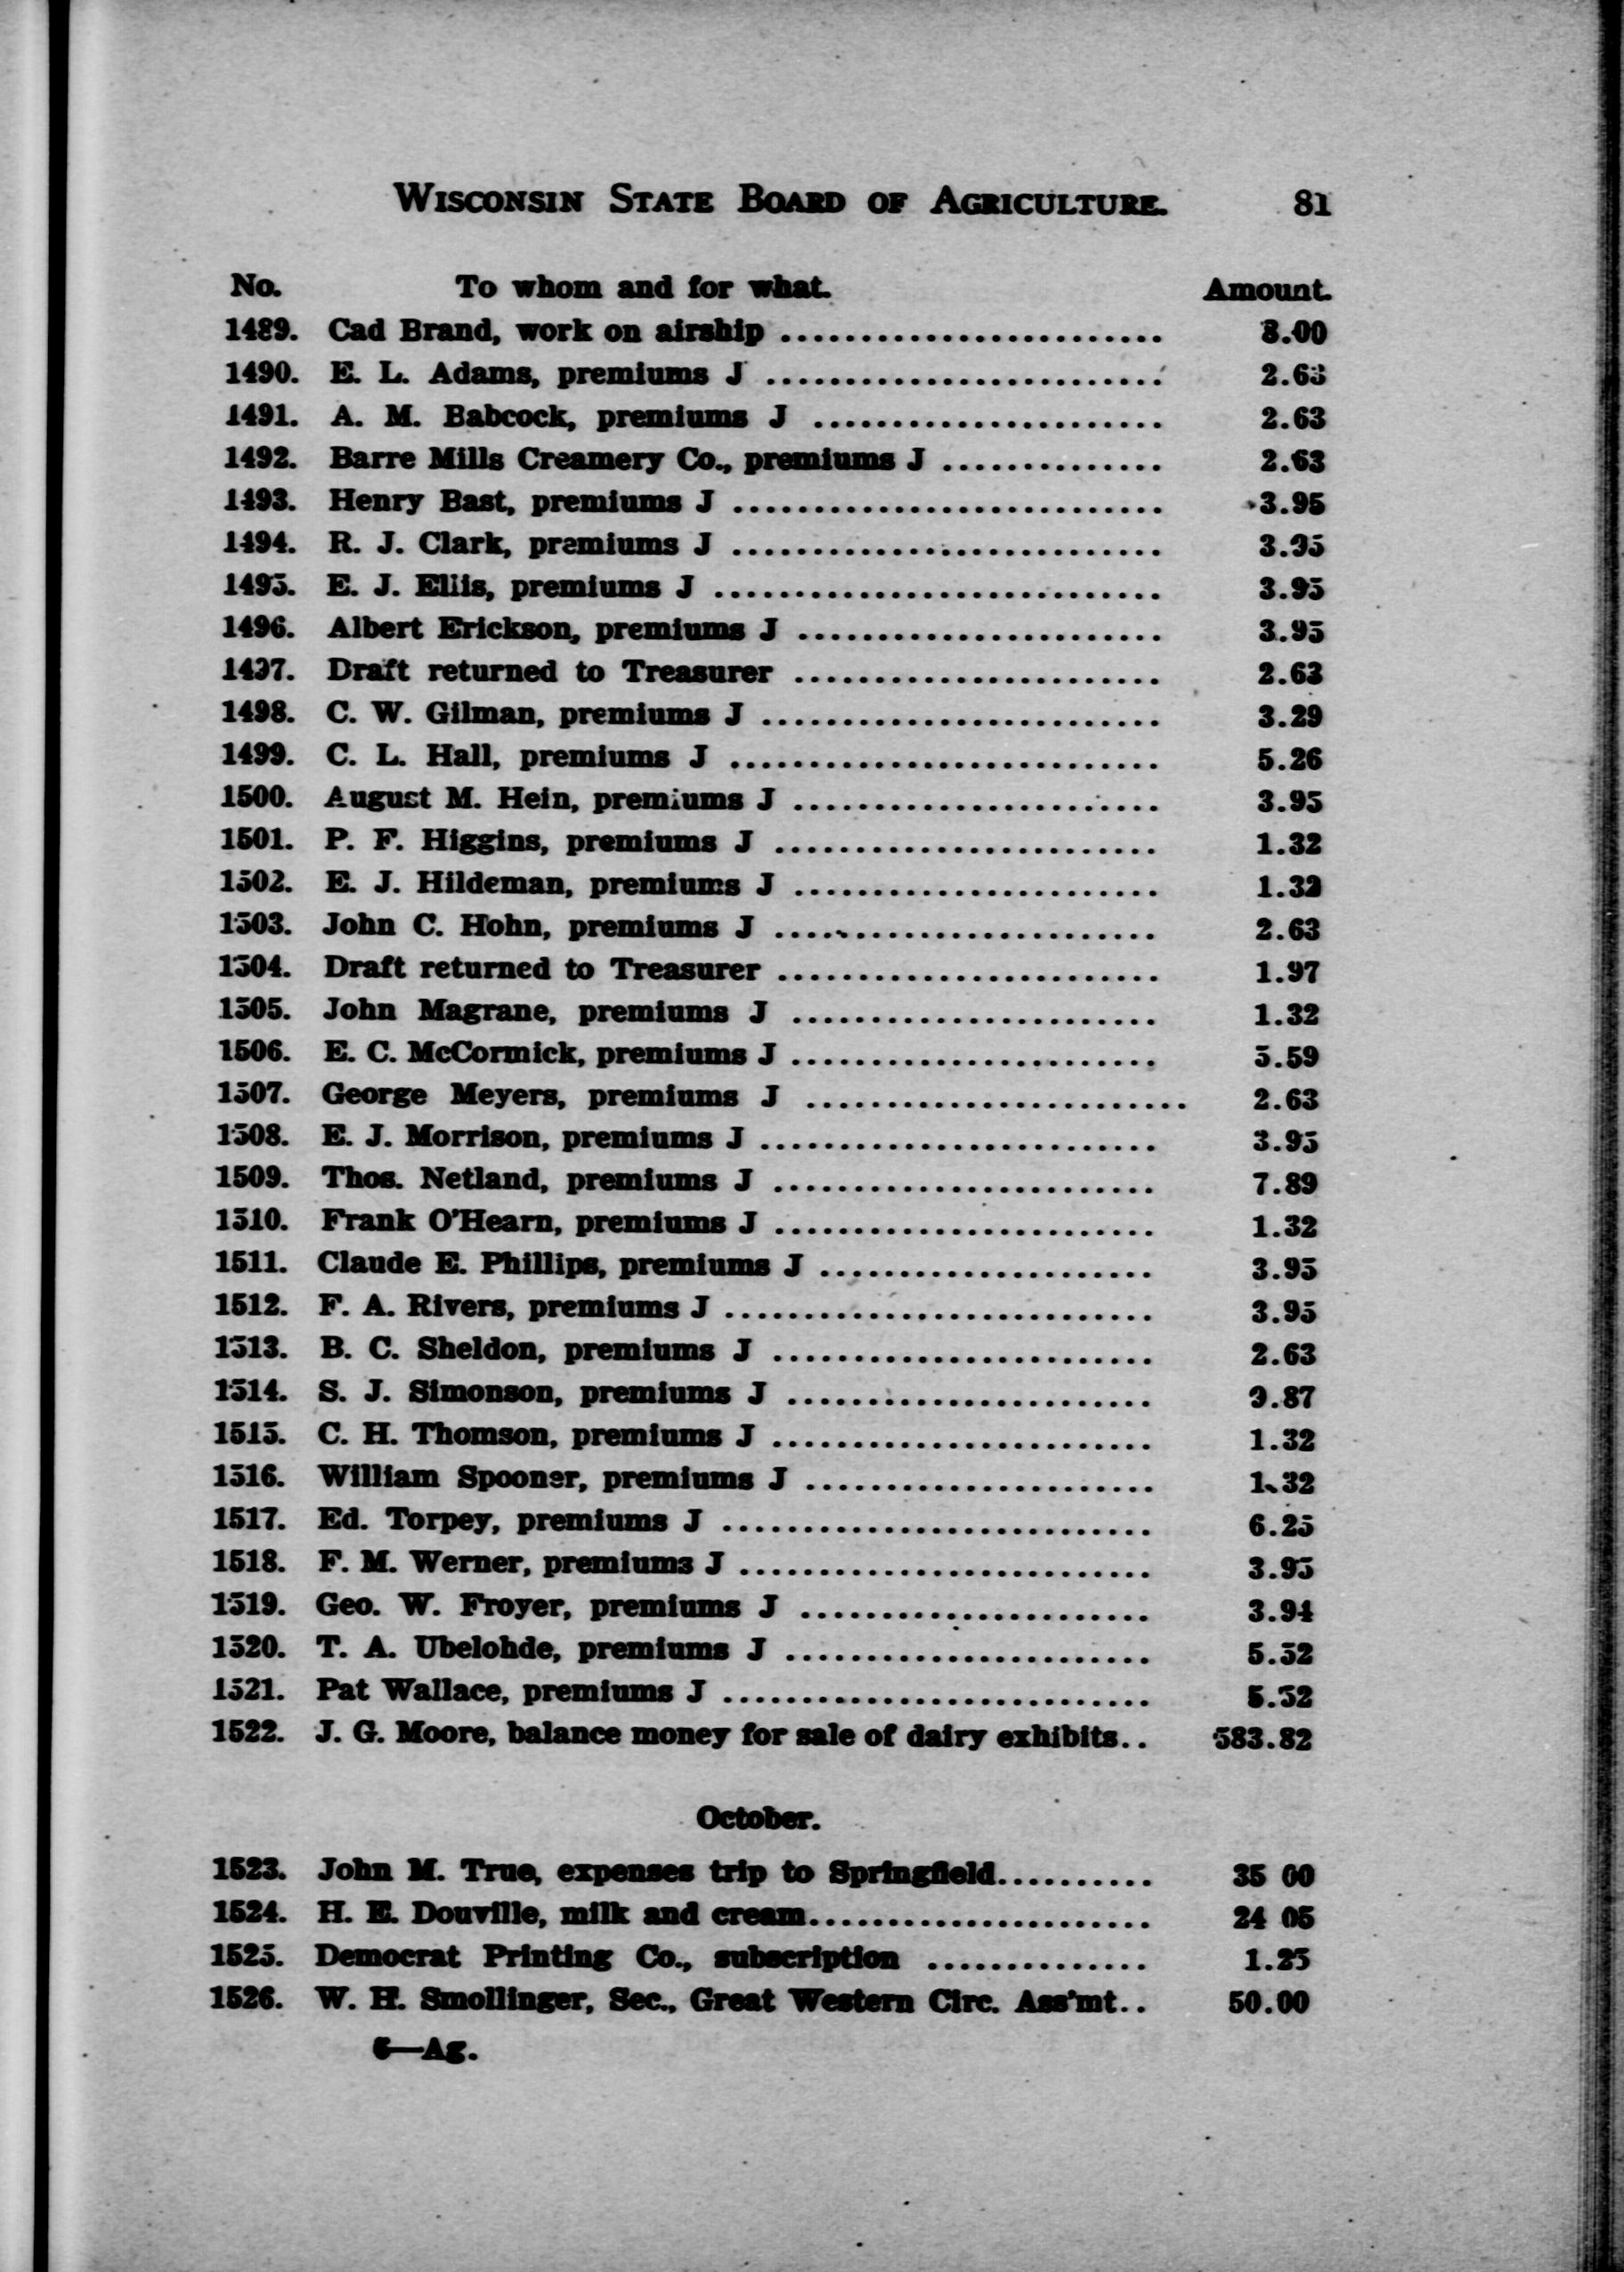 WISCONSIN STATE BOARD OF AGRICULTURE. 81
No. To whom and for what. Amount.
1489. Cad Brand, work on airship ........................ 3.00
1490. E. L. Adams, premiums J ......................... 2.63
1491. A. M. Babcock, premiums J ...................... 2.63
1492. Barre Mills Creamery Co., premiums J .............. 2.63
1493. Henry Bast, premiums J ........................... 3.95
1494. R. J. Clark, premiums J ........................... 3.95
1495. E. J. Ellis, premiums J ............................ 3.95
1496. Albert Erickson, premiums J ....................... 3.95
1497. Draft returned to Treasurer ....................... 2.63
1498. C. W. Gilman, premiums J ......................... 3.29
1499. C. L. Hall, premiums J ........................... 5.26
1500. August M. Hein, premiums J ....................... 3.95
1501. P. F. Higgins, premiums J ........................ 1.32
1502. E. J. Hildeman, premiums J ....................... 1.32
1503. John C. Hohn, premiums J ........................ 2.63
1504. Draft returned to Treasurer ........................ 1.97
1505. John Magrane, premiums J ....................... 1.32
1506. E. C. McCormick, premiums J ....................... 5.59
1507. George Meyers, premiums J ........................ 2.63
1508. E. J. Morrison, premiums J ......................... 3.95
1509. Thos. Netland, premiums J ........................ 7.89
1510. Frank O'Hearn, premiums J ........................ 1.32
1511. Claude E. Phillips, premiums J ..................... 3.95
1512. F. A. Rivers, premiums J ........................... 3.95
1513. B. C. Sheldon, premiums J ........................ 2.63
1514. S. J. Simonson, premiums J ....................... 9.87
1515. C. H. Thomson, premiums J ........................ 1.32
1516. William Spooner, premiums J ...................... 1.32
1517. Ed. Torpey, premiums J ........................... 6.25
1518. F. M. Werner, premiums J .......................... 3.95
1519. Geo. W. Froyer, premiums J ...................... 3.94
1520. T. A. Ubelohde, premiums J ....................... 5.52
1521. Pat Wallace, premiums J ........................... 5.52
1522. J. G. Moore, balance money for sale of dairy exhibits.. 583.82
October.
1523. John M. True, expenses trip to Springfield.......... 35 00
1524. H. E. Douville, milk and cream..................... 24 05
1525. Democrat Printing Co., subscription .............. 1.25
1526. W. H. Smollinger, Sec., Great Western Circ. Ass'mt.. 50.00
6—Ag.